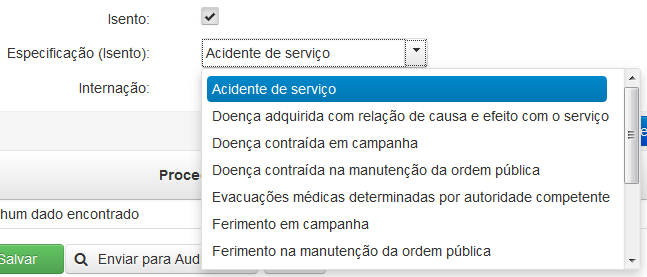 Isento:
Especificação (Isento): Acidente de serviço
Internação:
Acidente de serviço
Doença adquirida com relação de causa e efeito com o serviço
Doença contraída em campanha
Doença contraída na manutenção da ordem pública
Evacuações médicas determinadas por autoridade competente
Ferimento em campanha
Ferimento na manutenção da ordem pública
Proce
hum dado encontrado
Salvar
Enviar para Aud